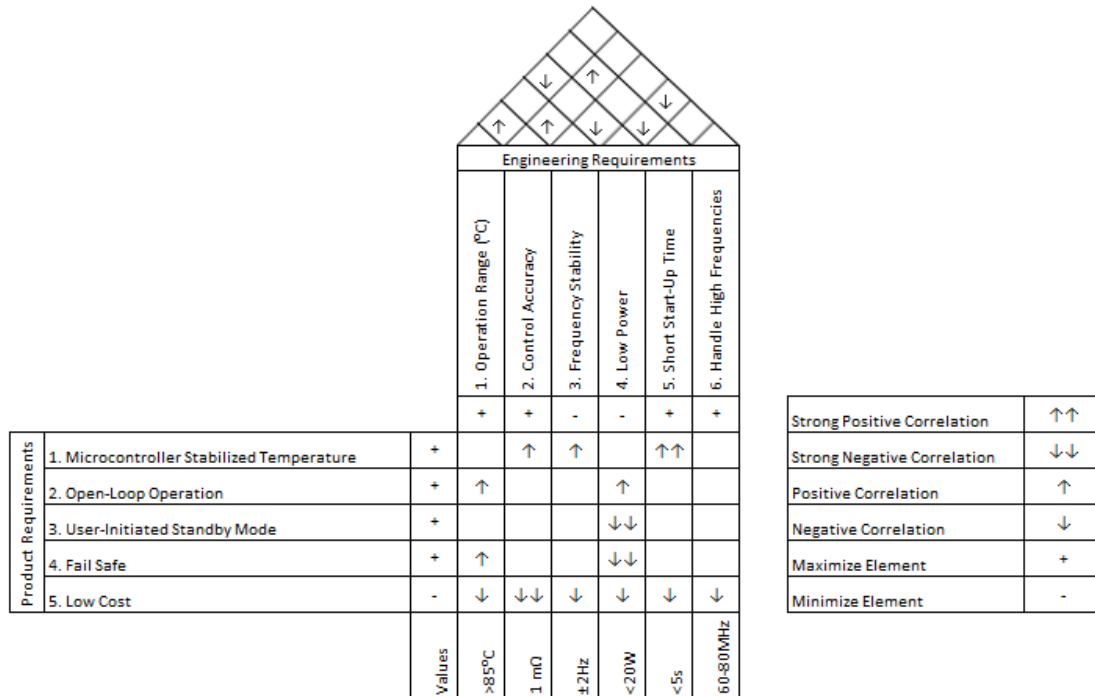 ↑
↓ ↓
↑ ↑ ↓ ↓
Engineering Requirements
1. Operation Range (⁰C)
2. Control Accuracy
3. Frequency Stability
4. Low Power
5. Short Start-Up Time
6. Handle High Frequencies
+ + - - + +
Product Requirements
1. Microcontroller Stabilized Temperature + ↑ ↑ ↑↑
2. Open-Loop Operation + ↑ ↑
3. User-Initiated Standby Mode + ↓↓
4. Fail Safe + ↑ ↓↓
5. Low Cost - ↓ ↓↓ ↓ ↓ ↓ ↓
Values
>85⁰C
1 mΩ
±2Hz
<20W
<5s
60-80MHz
Strong Positive Correlation ↑↑
Strong Negative Correlation ↓↓
Positive Correlation ↑
Negative Correlation ↓
Maximize Element +
Minimize Element -